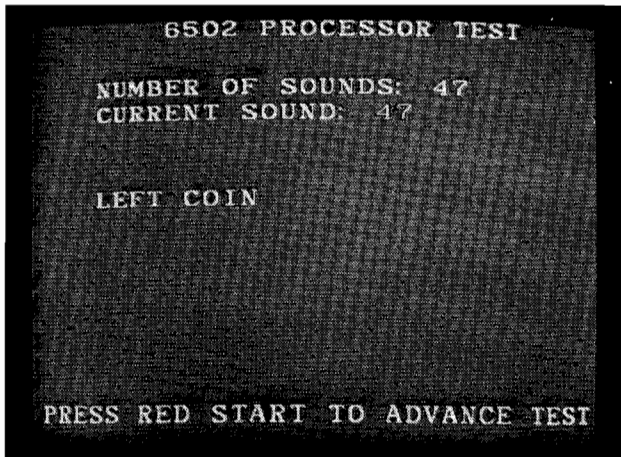 6502 PROCESSOR TEST
NUMBER OF SOUNDS: 47
CURRENT SOUND: 47
LEFT COIN
PRESS RED START TO ADVANCE TEST